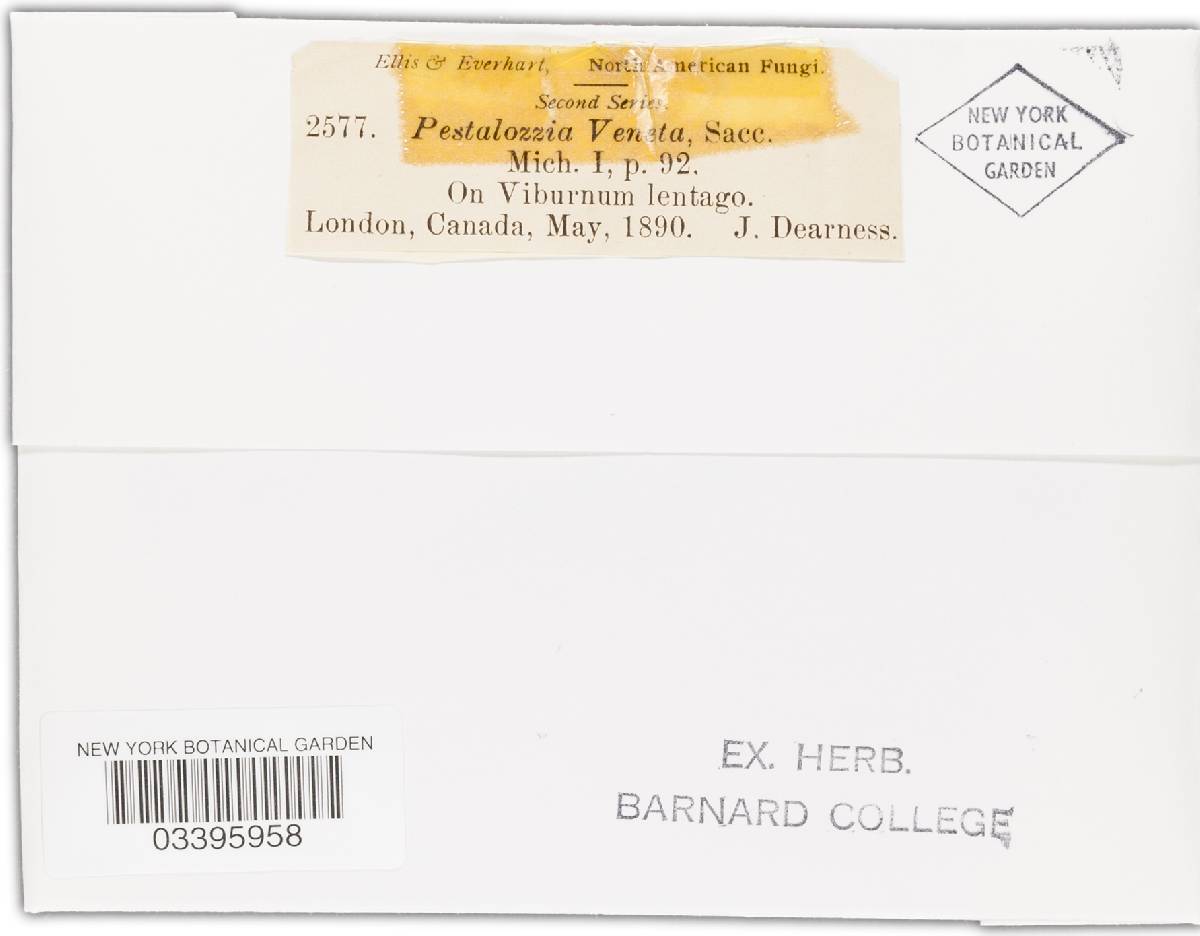 Ellis & Everhart, North American Fungi.
Second Series.
2577. Pestalozzia Veneta, Sacc.
Mich. I, p. 92.
On Viburnum lentago.
London, Canada, May, 1890. J. Dearness.
NEW YORK
BOTANICAL
GARDEN
NEW YORK BOTANICAL GARDEN
03395958
EX. HERB.
BARNARD COLLEGE